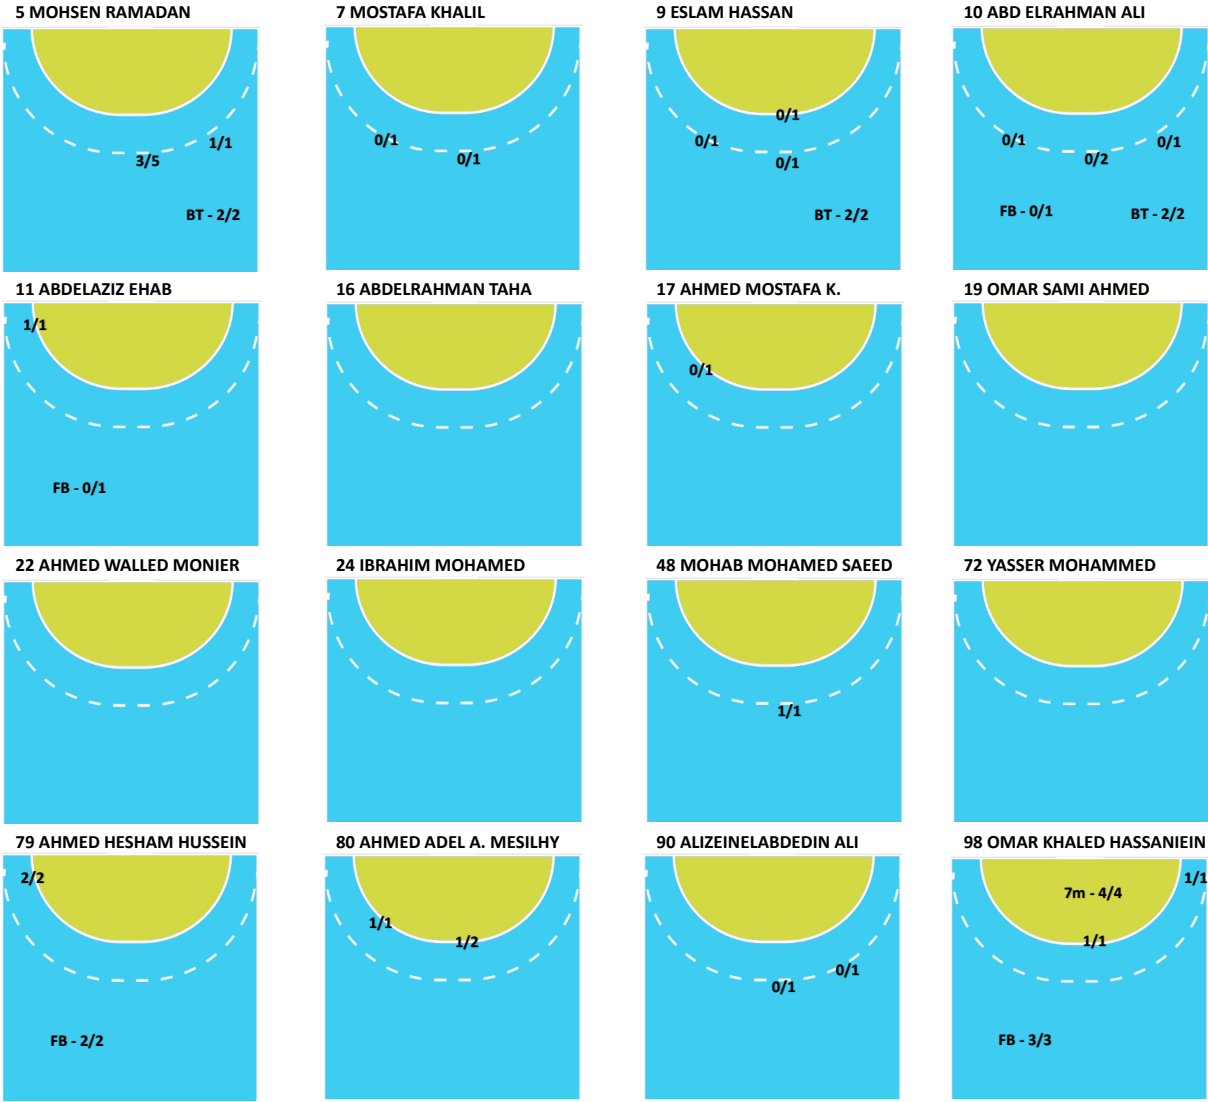 5 MOHSEN RAMADAN
3/5
1/1
BT - 2/2
7 MOSTAFA KHALIL
0/1
0/1
9 ESLAM HASSAN
0/1
0/1
0/1
BT - 2/2
10 ABD ELRAHMAN ALI
0/1
0/1
0/2
FB - 0/1
BT - 2/2
11 ABDELAZIZ EHAB
1/1
FB - 0/1
16 ABDELRAHMAN TAHA
17 AHMED MOSTAFA K.
0/1
19 OMAR SAMI AHMED
22 AHMED WALLED MONIER
24 IBRAHIM MOHAMED
48 MOHAB MOHAMED SAEED
1/1
72 YASSER MOHAMMED
79 AHMED HESHAM HUSSEIN
2/2
FB - 2/2
80 AHMED ADEL A. MESILHY
1/1
1/2
90 ALIZEINELABDEDIN ALI
0/1
0/1
98 OMAR KHALED HASSANIEIN
1/1
7m - 4/4
1/1
FB - 3/3